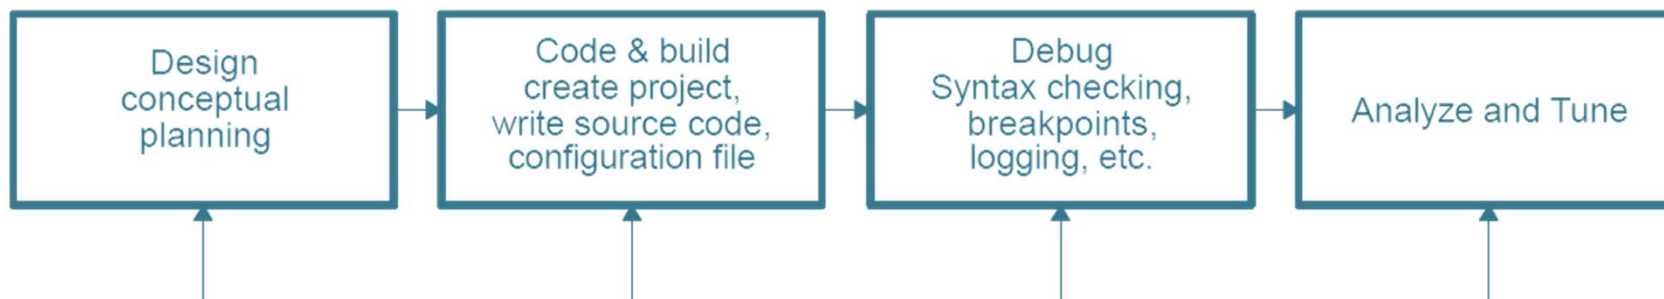 Design
conceptual
planning
Code & build
create project,
write source code,
configuration file
Debug
Syntax checking,
breakpoints,
logging, etc.
Analyze and Tune